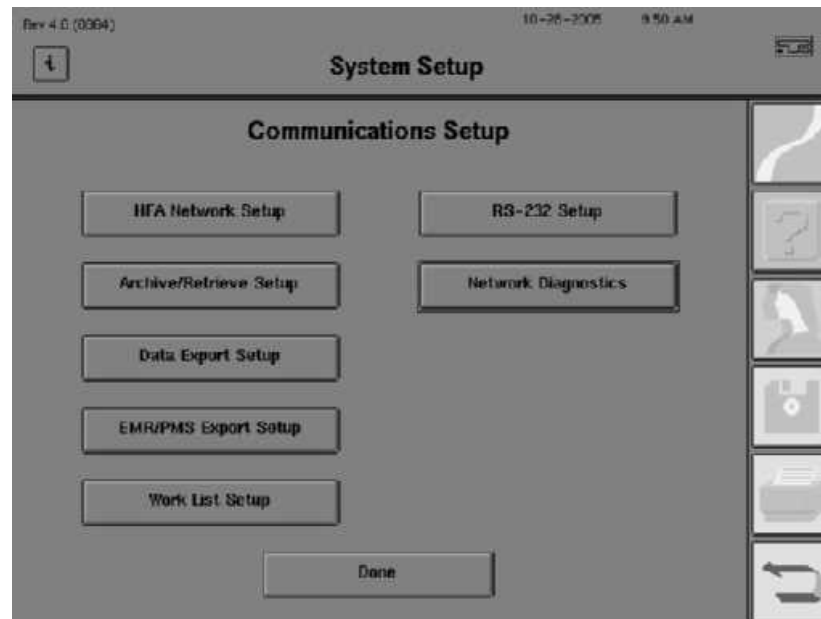 Rev 4.0 (0364) 10-26-2005 9:50 AM
i
System Setup
Communications Setup
HFA Network Setup
RS-232 Setup
Archive/Retrieve Setup
Network Diagnostics
Data Export Setup
EMR/PMS Export Setup
Work List Setup
Done
?